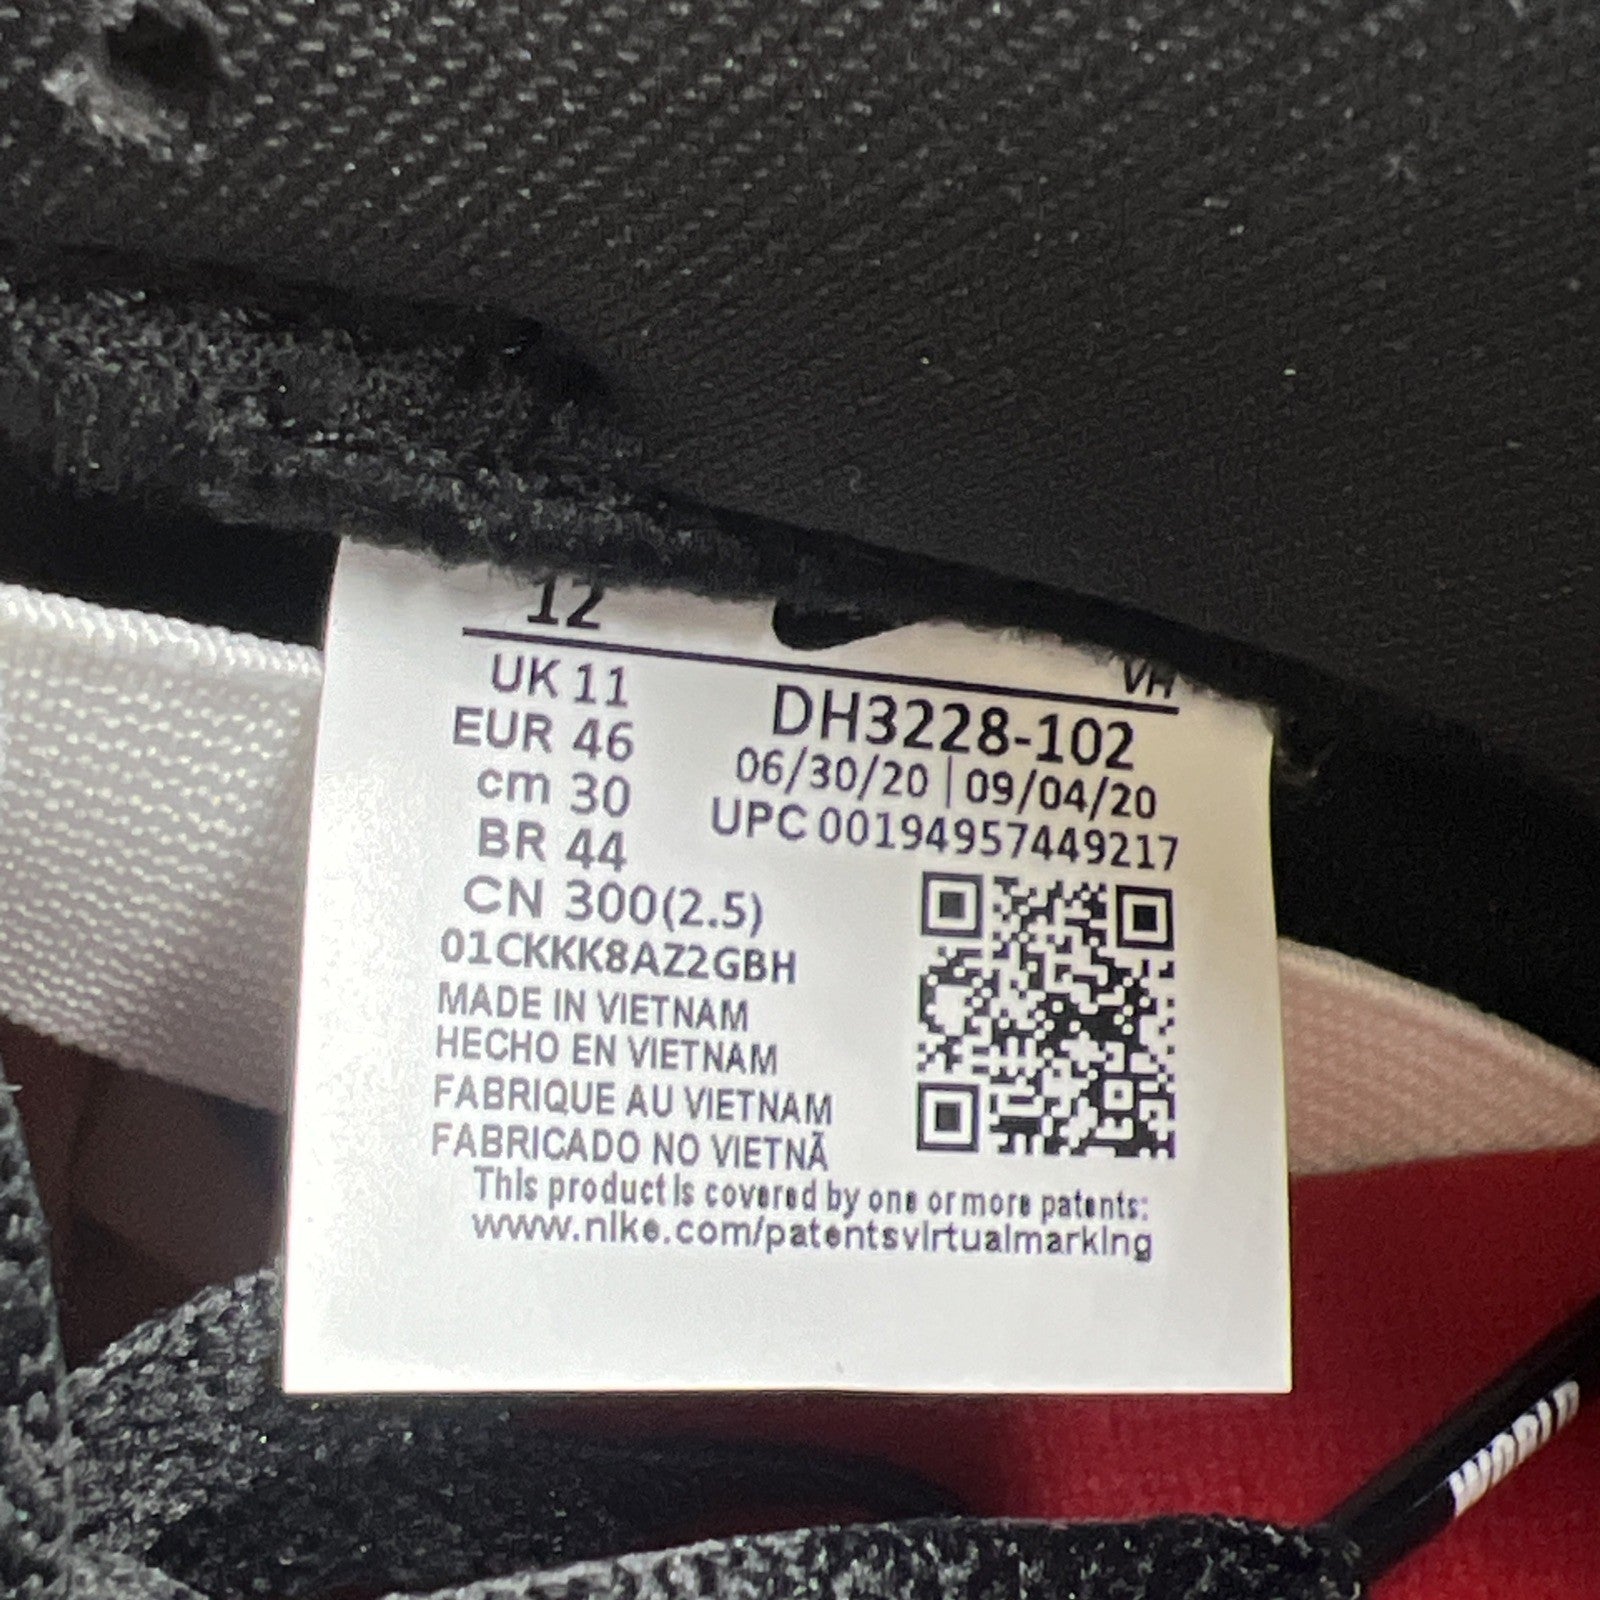 12
VH
UK 11
EUR 46
cm 30
BR 44
CN 300(2.5)
DH3228-102
06/30/20 | 09/04/20
UPC 00194957449217
01CKKK8AZ2GBH
MADE IN VIETNAM
HECHO EN VIETNAM
FABRIQUE AU VIETNAM
FABRICADO NO VIETNÃ
This product is covered by one or more patents:
www.nike.com/patentsvirtualmarking
WORLD